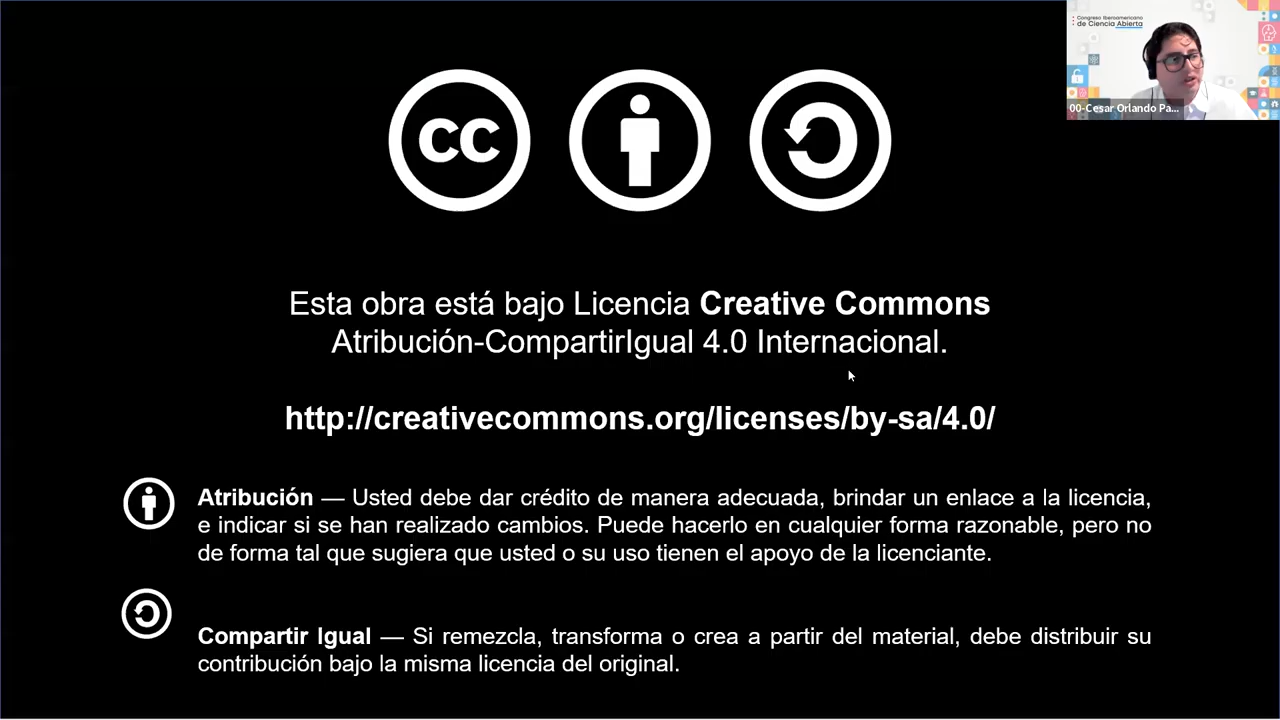 Congreso Iberoamericano
de Ciencia Abierta
00-Cesar Orlando Pa...
cc
Esta obra está bajo Licencia Creative Commons
Atribución-CompartirIgual 4.0 Internacional.
http://creativecommons.org/licenses/by-sa/4.0/
Atribución — Usted debe dar crédito de manera adecuada, brindar un enlace a la licencia,
e indicar si se han realizado cambios. Puede hacerlo en cualquier forma razonable, pero no
de forma tal que sugiera que usted o su uso tienen el apoyo de la licenciante.
Compartir Igual — Si remezcla, transforma o crea a partir del material, debe distribuir su
contribución bajo la misma licencia del original.